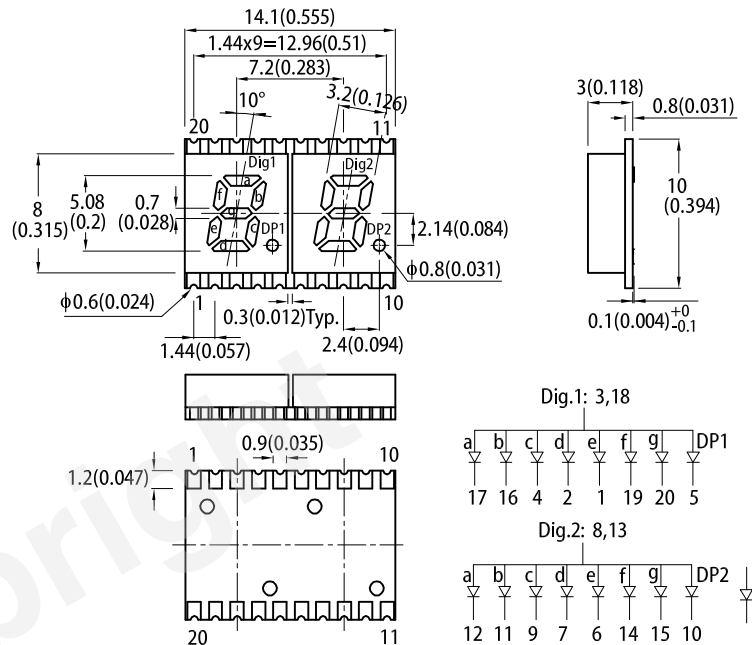 14.1(0.555)
1.44x9=12.96(0.51)
7.2(0.283)
10°
3.2(0.126)
20
11
Dig1
Dig2
a
f
b
g
e
c
d
DP1
DP2
8
(0.315)
5.08
(0.2)
0.7
(0.028)
2.14(0.084)
ϕ0.8(0.031)
ϕ0.6(0.024)
1
10
0.3(0.012)Typ.
1.44(0.057)
2.4(0.094)
3(0.118)
0.8(0.031)
10
(0.394)
0.1(0.004)+0 -0.1
1
10
0.9(0.035)
1.2(0.047)
20
11
Dig.1: 3,18
a b c d e f g DP1
17 16 4 2 1 19 20 5
Dig.2: 8,13
a b c d e f g DP2
12 11 9 7 6 14 15 10
bright